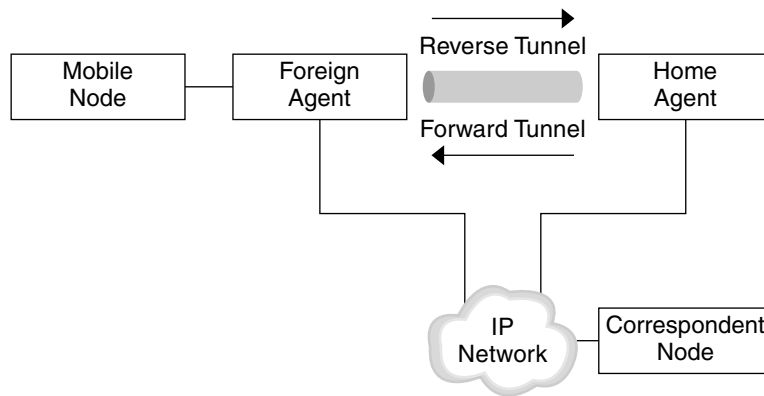 Reverse Tunnel
Mobile
Node
Foreign
Agent
Home
Agent
Forward Tunnel
IP
Network
Correspondent
Node